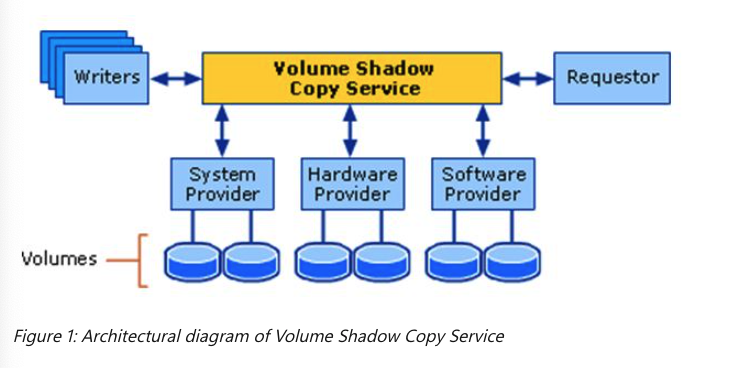 Writers
Volume Shadow
Copy Service
Requestor
System
Provider
Hardware
Provider
Software
Provider
Volumes
Figure 1: Architectural diagram of Volume Shadow Copy Service